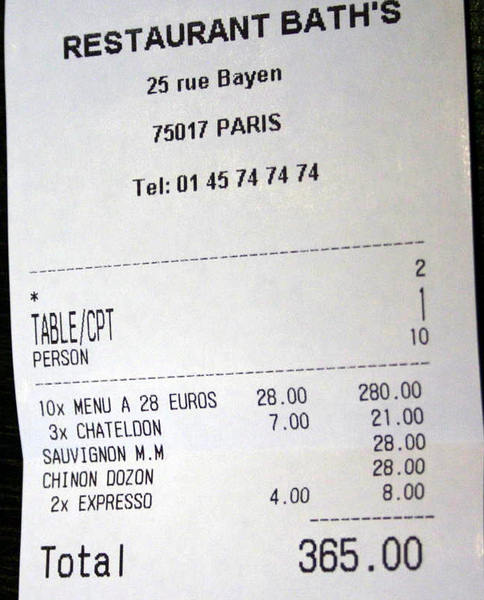 RESTAURANT BATH'S
25 rue Bayen
75017 PARIS
Tel: 01 45 74 74 74
2
*
TABLE/CPT 1
PERSON 10
10x MENU A 28 EUROS 28.00 280.00
3x CHATELDON 7.00 21.00
SAUVIGNON M.M 28.00
CHINON DOZON 28.00
2x EXPRESSO 4.00 8.00
Total 365.00